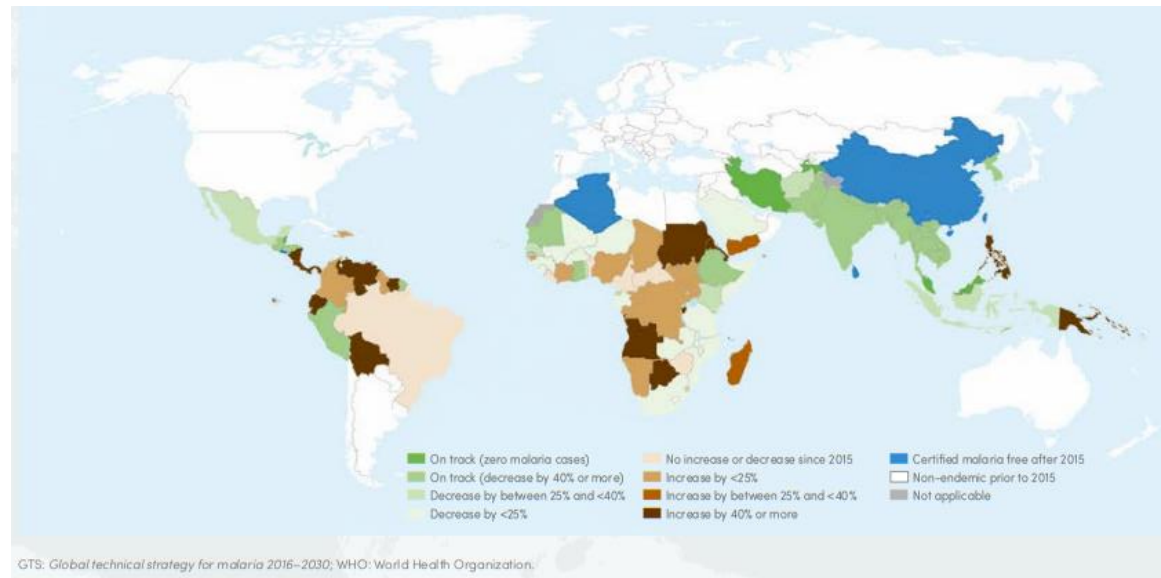 On track (zero malaria cases)
On track (decrease by 40% or more)
Decrease by between 25% and <40%
Decrease by <25%
No increase or decrease since 2015
Increase by <25%
Increase by between 25% and <40%
Increase by 40% or more
Certified malaria free after 2015
Non-endemic prior to 2015
Not applicable
GTS: Global technical strategy for malaria 2016–2030; WHO: World Health Organization.